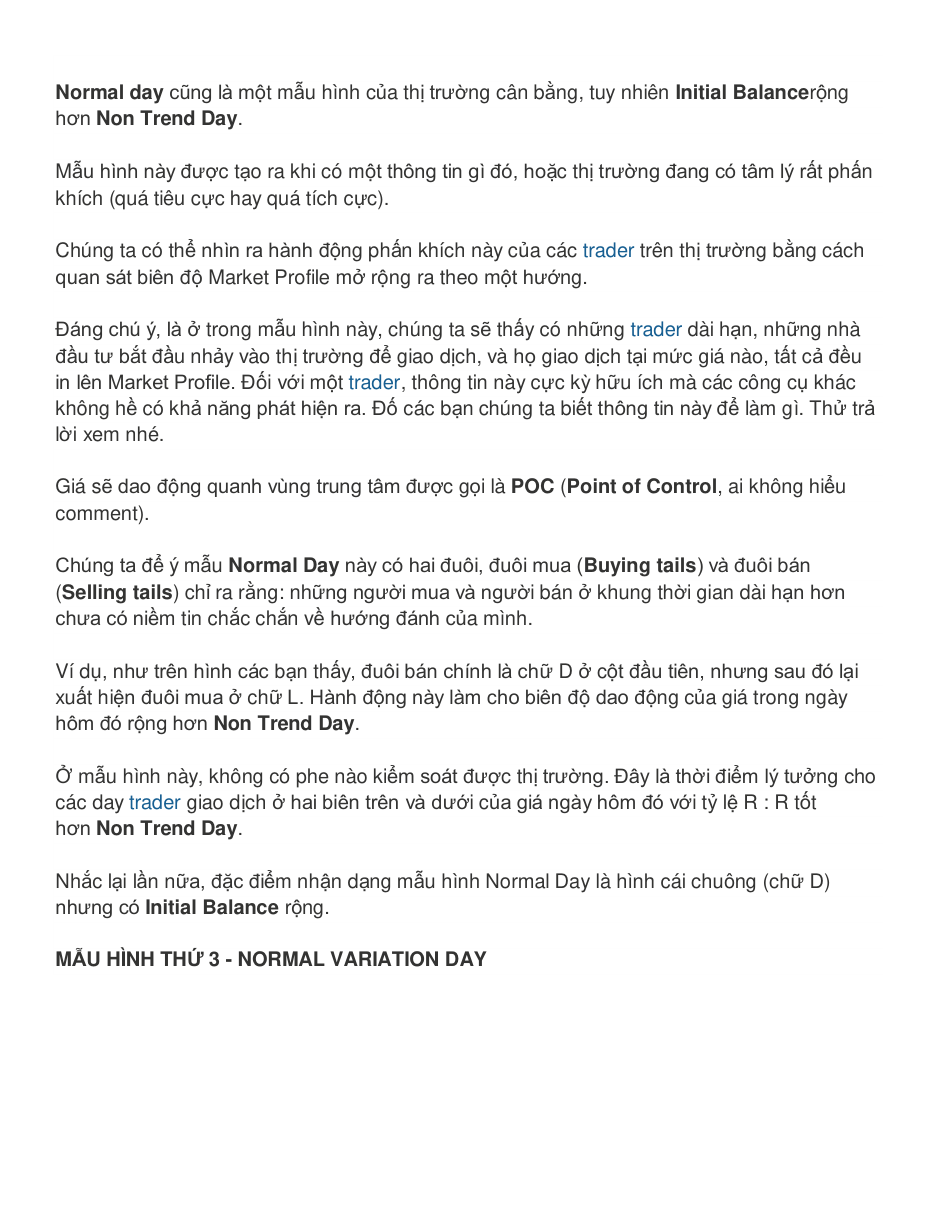 Normal day cũng là một mẫu hình của thị trường cân bằng, tuy nhiên Initial Balancerộng
hơn Non Trend Day.
Mẫu hình này được tạo ra khi có một thông tin gì đó, hoặc thị trường đang có tâm lý rất phấn
khích (quá tiêu cực hay quá tích cực).
Chúng ta có thể nhìn ra hành động phấn khích này của các trader trên thị trường bằng cách
quan sát biên độ Market Profile mở rộng ra theo một hướng.
Đáng chú ý, là ở trong mẫu hình này, chúng ta sẽ thấy có những trader dài hạn, những nhà
đầu tư bắt đầu nhảy vào thị trường để giao dịch, và họ giao dịch tại mức giá nào, tất cả đều
in lên Market Profile. Đối với một trader, thông tin này cực kỳ hữu ích mà các công cụ khác
không hề có khả năng phát hiện ra. Đố các bạn chúng ta biết thông tin này để làm gì. Thử trả
lời xem nhé.
Giá sẽ dao động quanh vùng trung tâm được gọi là POC (Point of Control, ai không hiểu
comment).
Chúng ta để ý mẫu Normal Day này có hai đuôi, đuôi mua (Buying tails) và đuôi bán
(Selling tails) chỉ ra rằng: những người mua và người bán ở khung thời gian dài hạn hơn
chưa có niềm tin chắc chắn về hướng đánh của mình.
Ví dụ, như trên hình các bạn thấy, đuôi bán chính là chữ D ở cột đầu tiên, nhưng sau đó lại
xuất hiện đuôi mua ở chữ L. Hành động này làm cho biên độ dao động của giá trong ngày
hôm đó rộng hơn Non Trend Day.
Ở mẫu hình này, không có phe nào kiểm soát được thị trường. Đây là thời điểm lý tưởng cho
các day trader giao dịch ở hai biên trên và dưới của giá ngày hôm đó với tỷ lệ R : R tốt
hơn Non Trend Day.
Nhắc lại lần nữa, đặc điểm nhận dạng mẫu hình Normal Day là hình cái chuông (chữ D)
nhưng có Initial Balance rộng.
MẪU HÌNH THỨ 3 - NORMAL VARIATION DAY